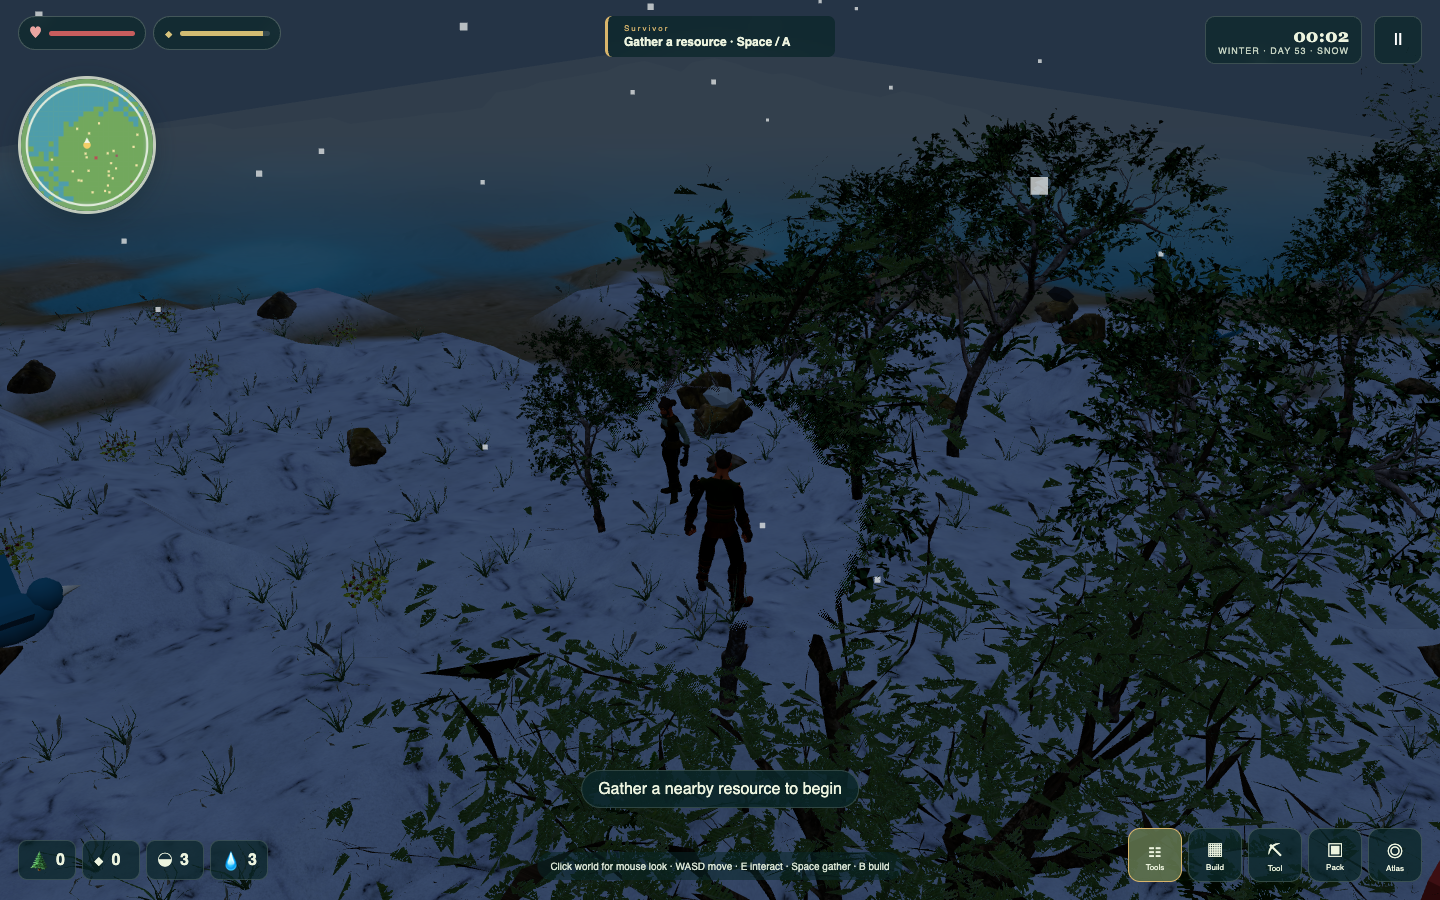 Survivor
Gather a resource · Space / A
00:02
WINTER · DAY 53 · SNOW
Gather a nearby resource to begin
0
0
3
3
Click world for mouse look · WASD move · E interact · Space gather · B build
Tools
Build
Tool
Pack
Atlas